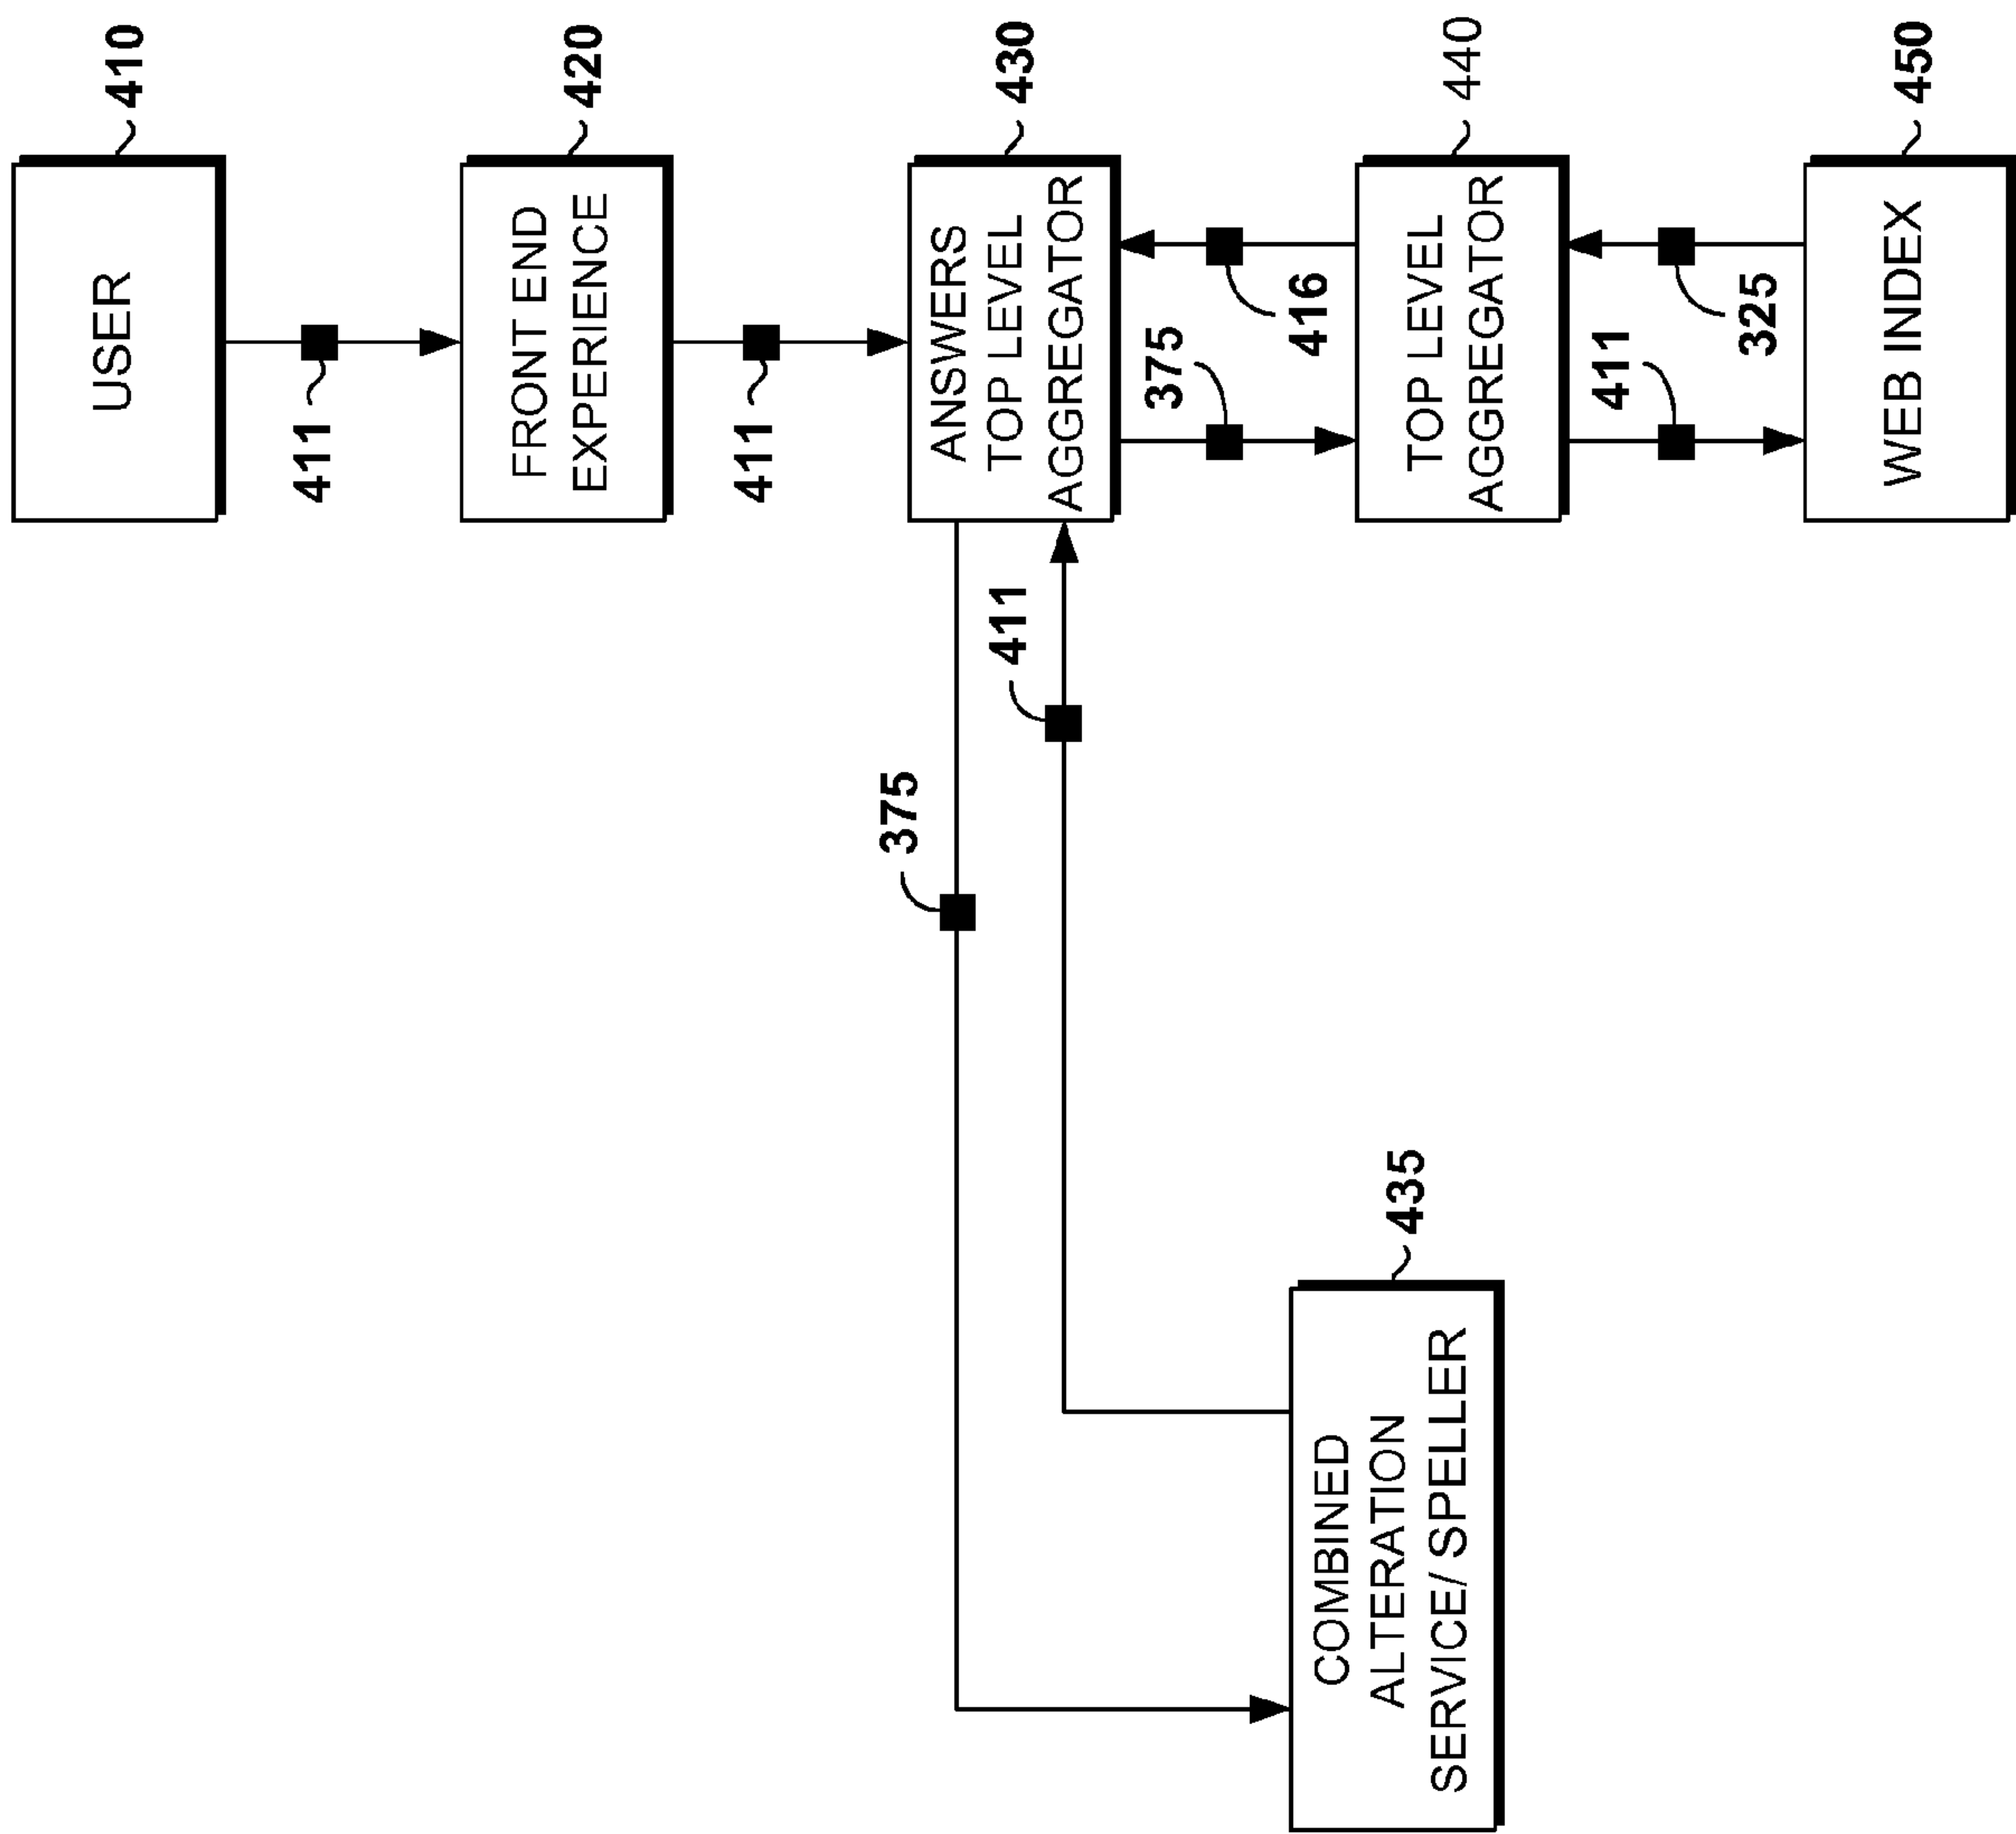 USER
410
411
FRONT END
EXPERIENCE
420
411
ANSWERS
TOP LEVEL
AGGREGATOR
430
375
411
COMBINED
ALTERATION
SERVICE/ SPELLER
435
375
416
TOP LEVEL
AGGREGATOR
440
411
325
WEB INDEX
450